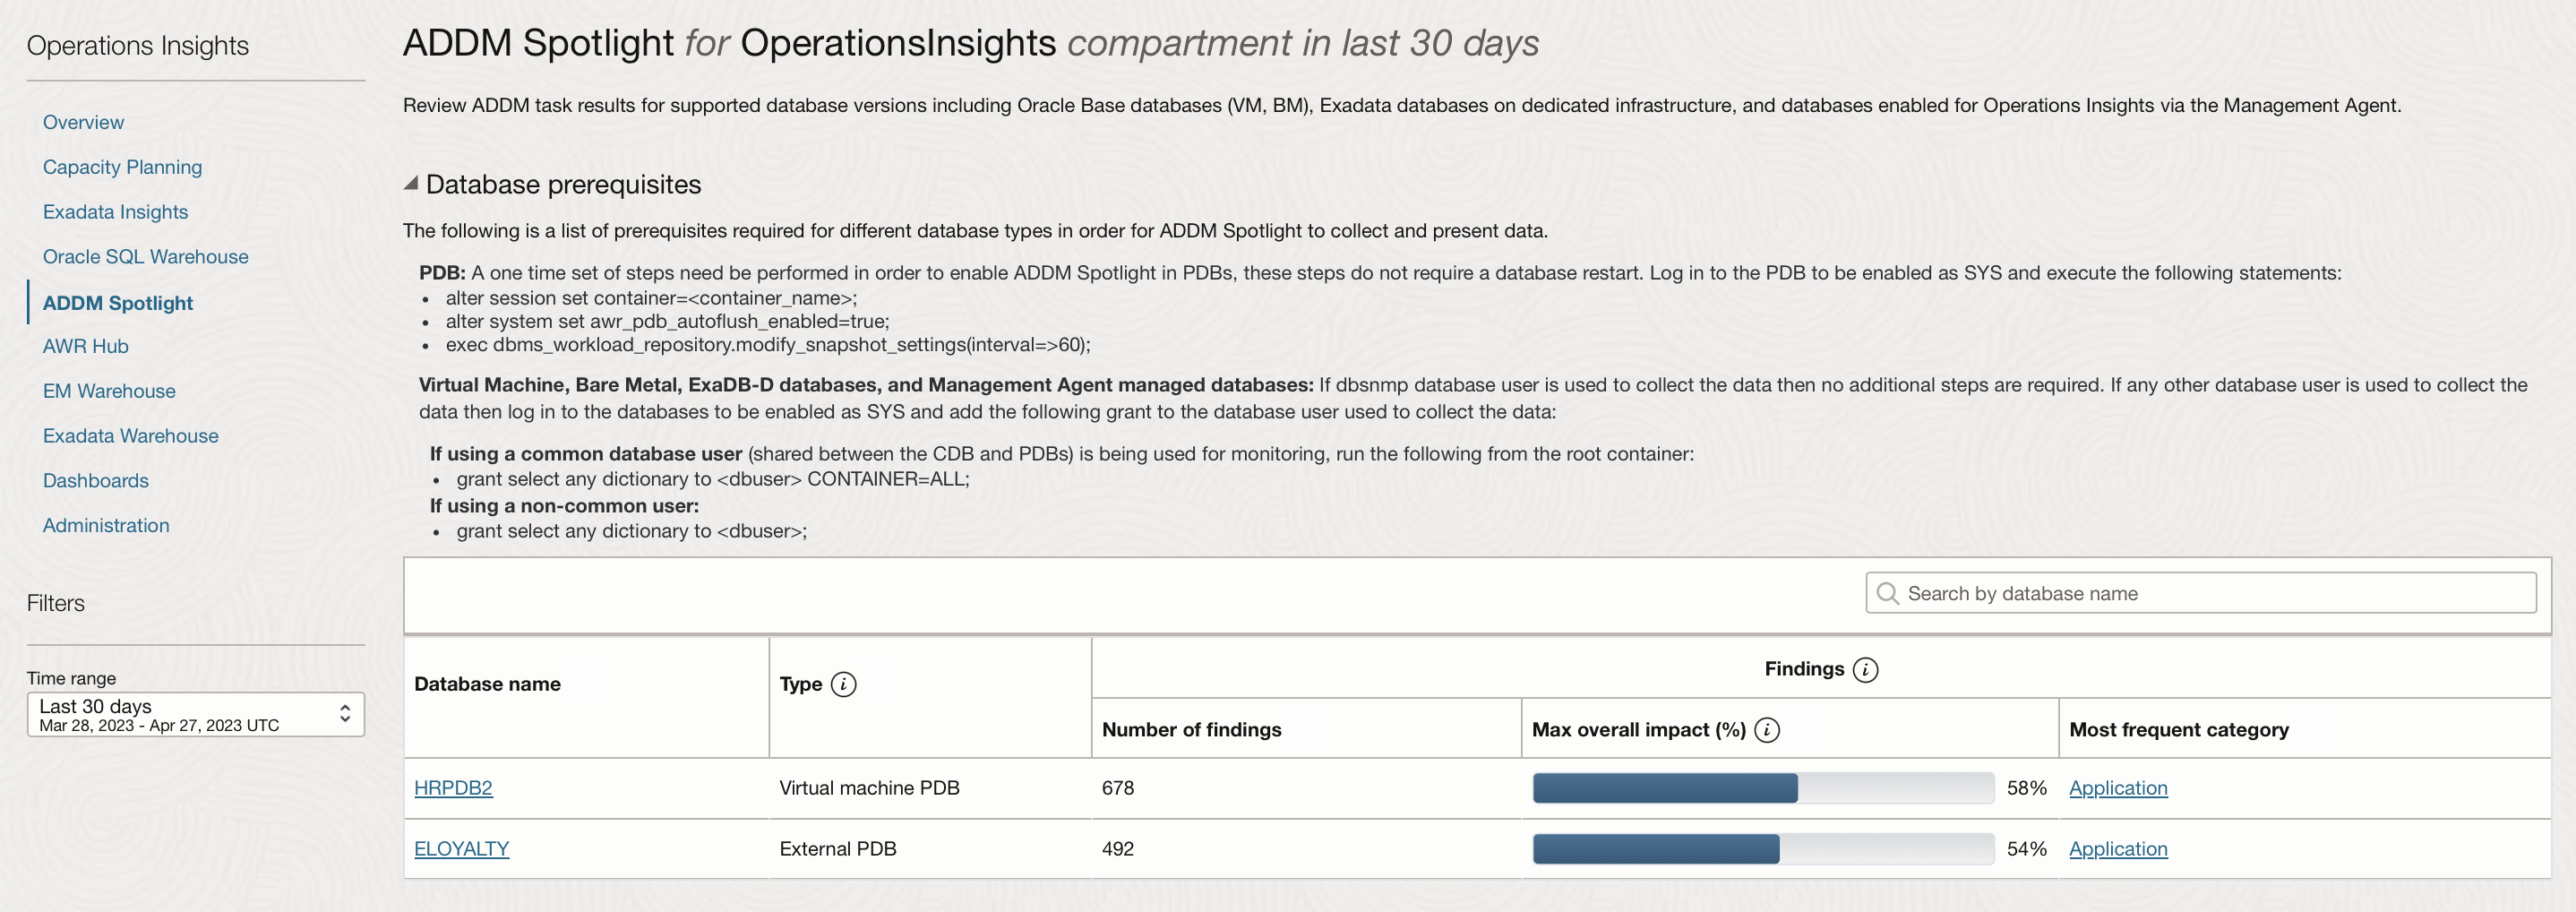 Operations Insights
Overview
Capacity Planning
Exadata Insights
Oracle SQL Warehouse
ADDM Spotlight
AWR Hub
EM Warehouse
Exadata Warehouse
Dashboards
Administration
Filters
Time range
Last 30 days
Mar 28, 2023 - Apr 27, 2023 UTC
ADDM Spotlight for OperationsInsights compartment in last 30 days
Review ADDM task results for supported database versions including Oracle Base databases (VM, BM), Exadata databases on dedicated infrastructure, and databases enabled for Operations Insights via the Management Agent.
Database prerequisites
The following is a list of prerequisites required for different database types in order for ADDM Spotlight to collect and present data.
PDB: A one time set of steps need be performed in order to enable ADDM Spotlight in PDBs, these steps do not require a database restart. Log in to the PDB to be enabled as SYS and execute the following statements:
• alter session set container=<container_name>;
• alter system set awr_pdb_autoflush_enabled=true;
• exec dbms_workload_repository.modify_snapshot_settings(interval=>60);
Virtual Machine, Bare Metal, ExaDB-D databases, and Management Agent managed databases: If dbsnmp database user is used to collect the data then no additional steps are required. If any other database user is used to collect the
data then log in to the databases to be enabled as SYS and add the following grant to the database user used to collect the data:
If using a common database user (shared between the CDB and PDBs) is being used for monitoring, run the following from the root container:
• grant select any dictionary to <dbuser> CONTAINER=ALL;
If using a non-common user:
• grant select any dictionary to <dbuser>;
Search by database name
Database name Type i Findings i
Number of findings Max overall impact (%) i Most frequent category
HRPDB2 Virtual machine PDB 678 58% Application
ELOYALTY External PDB 492 54% Application